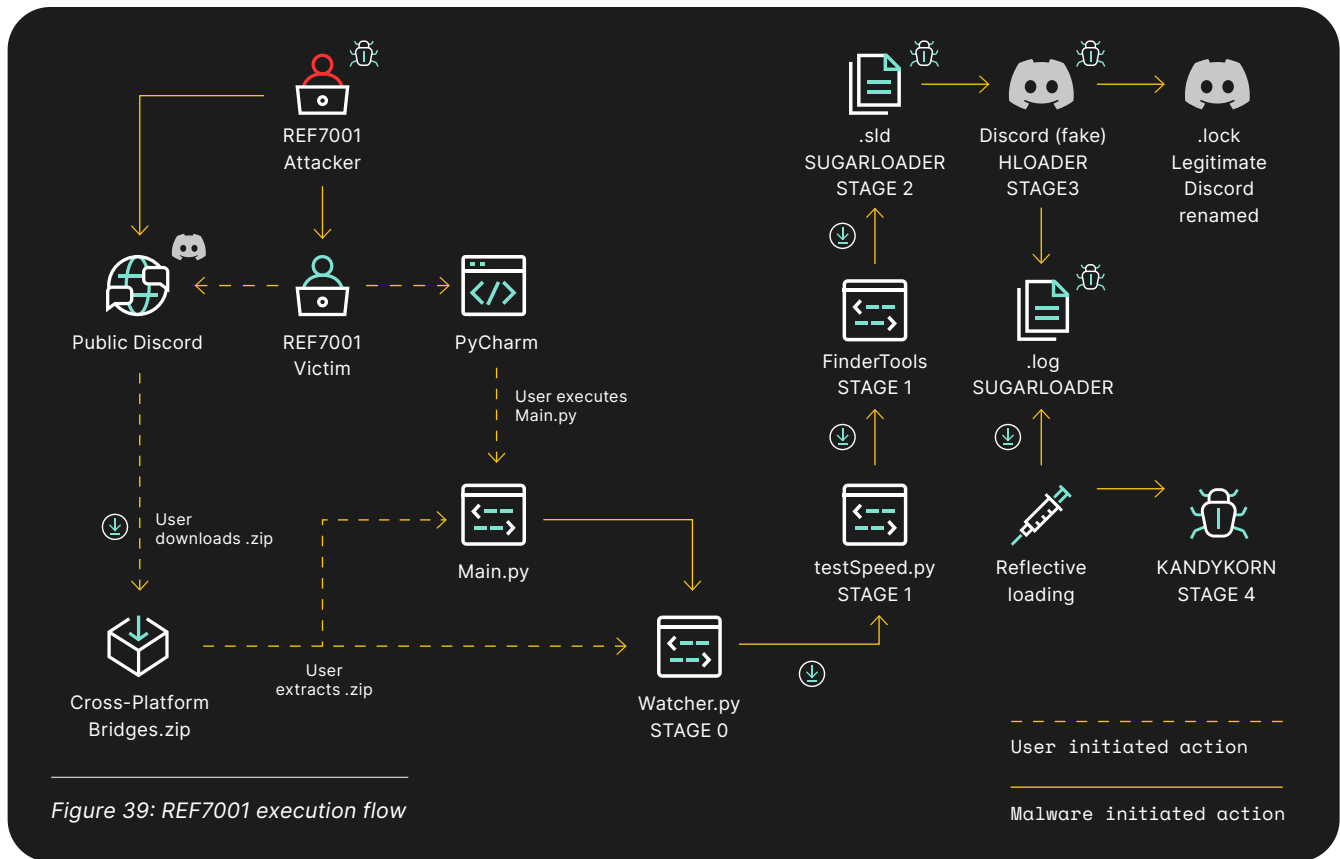 REF7001
Attacker
Public Discord
REF7001
Victim
PyCharm
User executes
Main.py
User
downloads .zip
Main.py
Cross-Platform
Bridges.zip
User
extracts .zip
Watcher.py
STAGE 0
testSpeed.py
STAGE 1
FinderTools
STAGE 1
.sld
SUGARLOADER
STAGE 2
Discord (fake)
HLOADER
STAGE3
.lock
Legitimate
Discord
renamed
.log
SUGARLOADER
Reflective
loading
KANDYKORN
STAGE 4
User initiated action
Malware initiated action
Figure 39: REF7001 execution flow